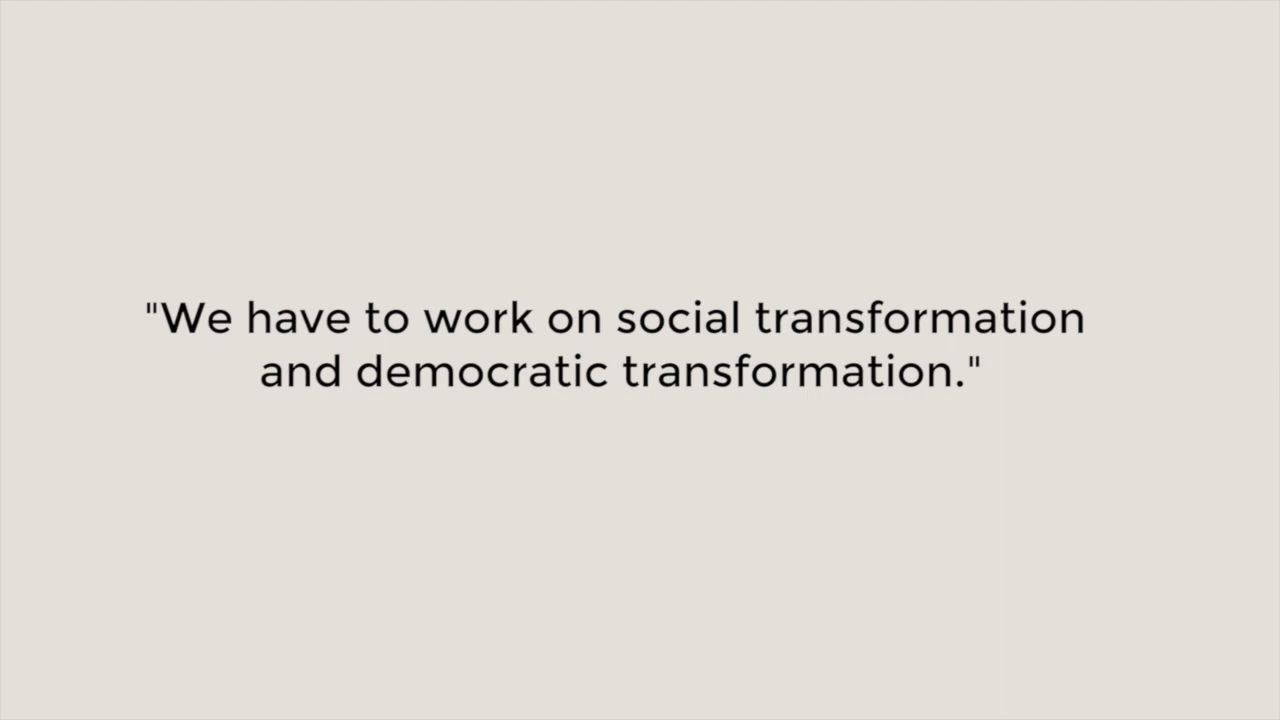 "We have to work on social transformation
and democratic transformation."